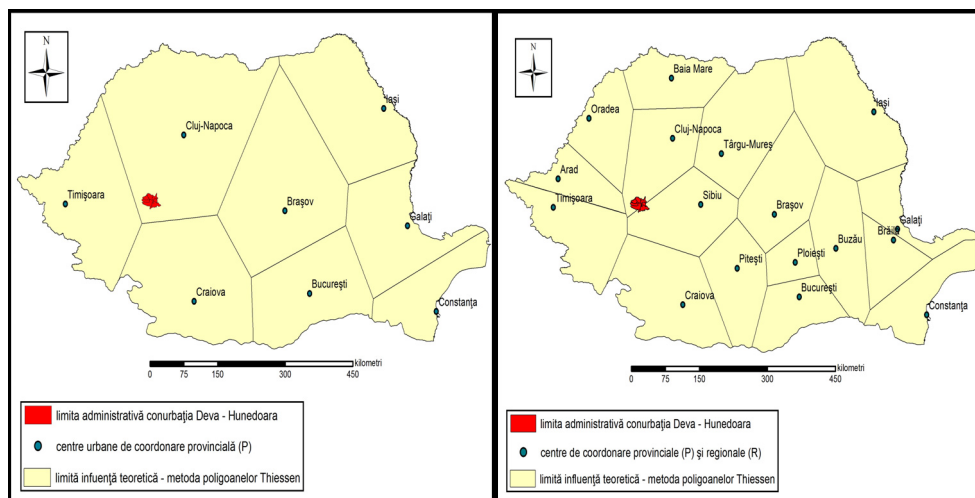 N
Iaşi
Cluj-Napoca
Timişoara
Braşov
Galaţi
Craiova
Bucureşti
Constanţa
kilometri
0 75 150 300 450
limita administrativă conurbaţia Deva - Hunedoara
centre urbane de coordonare provincială (P)
limită infuenţă teoretică - metoda poligoanelor Thiessen
N
Baia Mare
Oradea
Iaşi
Cluj-Napoca
Târgu-Mureş
Arad
Timişoara
Sibiu
Braşov
Galaţi
Brăila
Buzău
Ploieşti
Piteşti
Bucureşti
Craiova
Constanţa
kilometri
0 75 150 300 450
limita administrativă conurbaţia Deva - Hunedoara
centre de coordonare provinciale (P) şi regionale (R)
limită infuenţă teoretică - metoda poligoanelor Thiessen